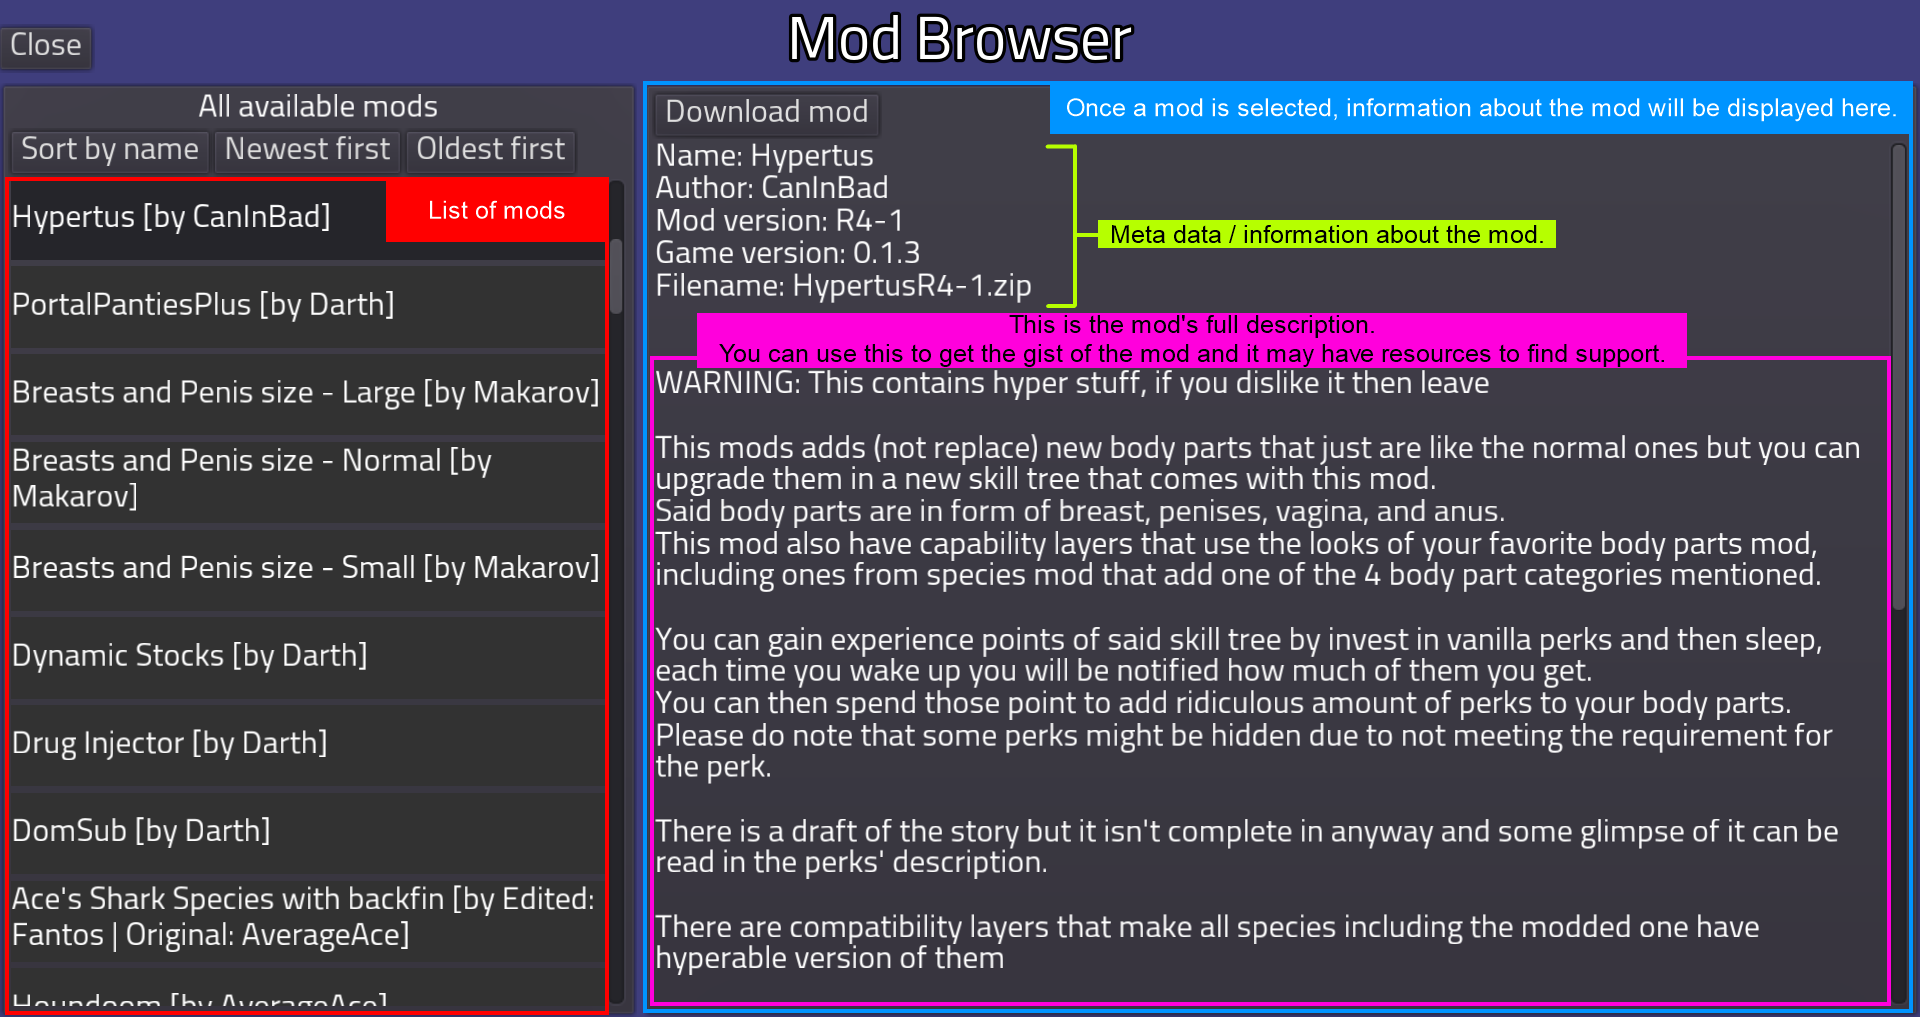 Mod Browser
Close
All available mods
Sort by name
Newest first
Oldest first
List of mods
Hypertus [by CanInBad]
PortalPantiesPlus [by Darth]
Breasts and Penis size - Large [by Makarov]
Breasts and Penis size - Normal [by
Makarov]
Breasts and Penis size - Small [by Makarov]
Dynamic Stocks [by Darth]
Drug Injector [by Darth]
DomSub [by Darth]
Ace's Shark Species with backfin [by Edited:
Fantos | Original: AverageAce]
Houndoom [by AverageAce]
Download mod
Once a mod is selected, information about the mod will be displayed here.
Name: Hypertus
Author: CanInBad
Mod version: R4-1
Game version: 0.1.3
Filename: HypertusR4-1.zip
Meta data / information about the mod.
This is the mod's full description.
You can use this to get the gist of the mod and it may have resources to find support.
WARNING: This contains hyper stuff, if you dislike it then leave
This mods adds (not replace) new body parts that just are like the normal ones but you can
upgrade them in a new skill tree that comes with this mod.
Said body parts are in form of breast, penises, vagina, and anus.
This mod also have capability layers that use the looks of your favorite body parts mod,
including ones from species mod that add one of the 4 body part categories mentioned.
You can gain experience points of said skill tree by invest in vanilla perks and then sleep,
each time you wake up you will be notified how much of them you get.
You can then spend those point to add ridiculous amount of perks to your body parts.
Please do note that some perks might be hidden due to not meeting the requirement for
the perk.
There is a draft of the story but it isn't complete in anyway and some glimpse of it can be
read in the perks' description.
There are compatibility layers that make all species including the modded one have
hyperable version of them